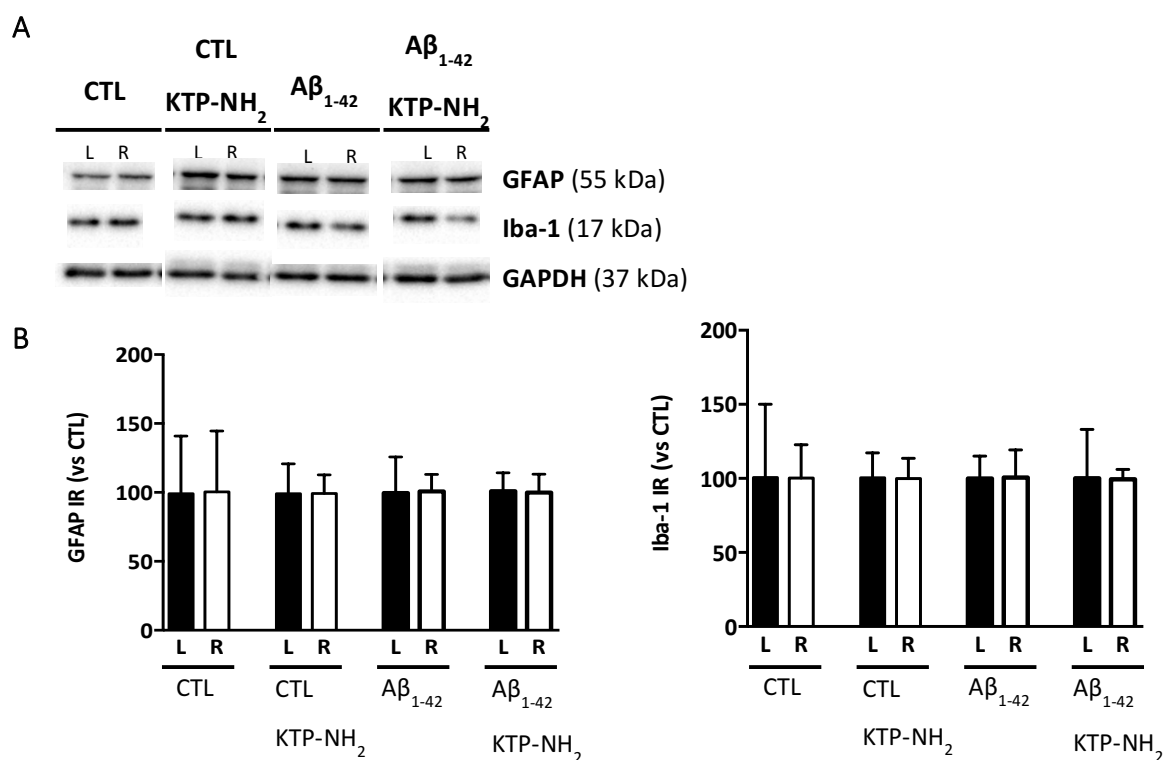 A
CTL
CTL
KTP-NH₂
Aβ₁₋₄₂
Aβ₁₋₄₂
KTP-NH₂
L R L R L R L R
GFAP (55 kDa)
Iba-1 (17 kDa)
GAPDH (37 kDa)
B
GFAP IR (vs CTL)
200
150
100
50
0
L R L R L R L R
CTL CTL Aβ₁₋₄₂ Aβ₁₋₄₂
KTP-NH₂ KTP-NH₂
Iba-1 IR (vs CTL)
200
150
100
50
0
L R L R L R L R
CTL CTL Aβ₁₋₄₂ Aβ₁₋₄₂
KTP-NH₂ KTP-NH₂